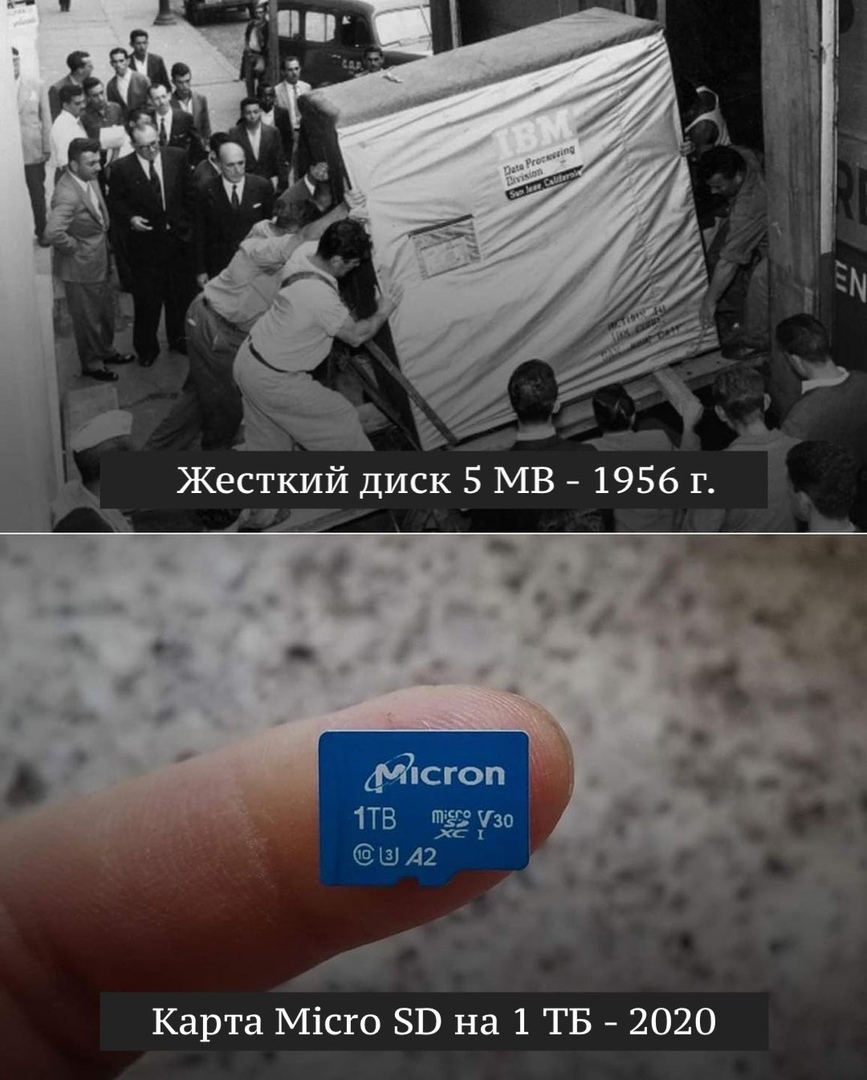 IBM
Data Processing
Division
San Jose California
Жесткий диск 5 MB - 1956 г.
Micron
1TB
micro SD XC I V30
10 3 A2
Карта Micro SD на 1 ТБ - 2020